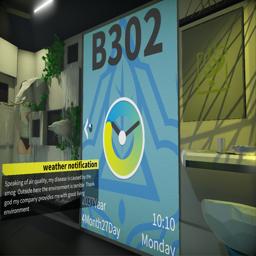 B302
weather notification
Speaking of air quality, my disease is caused by the
smog. Outside here the environment is terrible. Thank
god my company provides me with good living
environment
10:10
4Month27Day
Monday